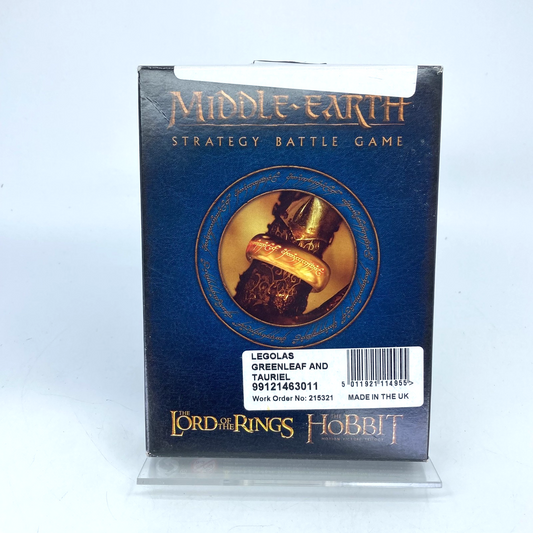 MIDDLE-EARTH
STRATEGY BATTLE GAME
LEGOLAS
GREENLEAF AND
TAURIEL
99121463011
5 011921 114955 >
Work Order No: 215321 MADE IN THE UK
THE LORD OF THE RINGS THE HOBBIT